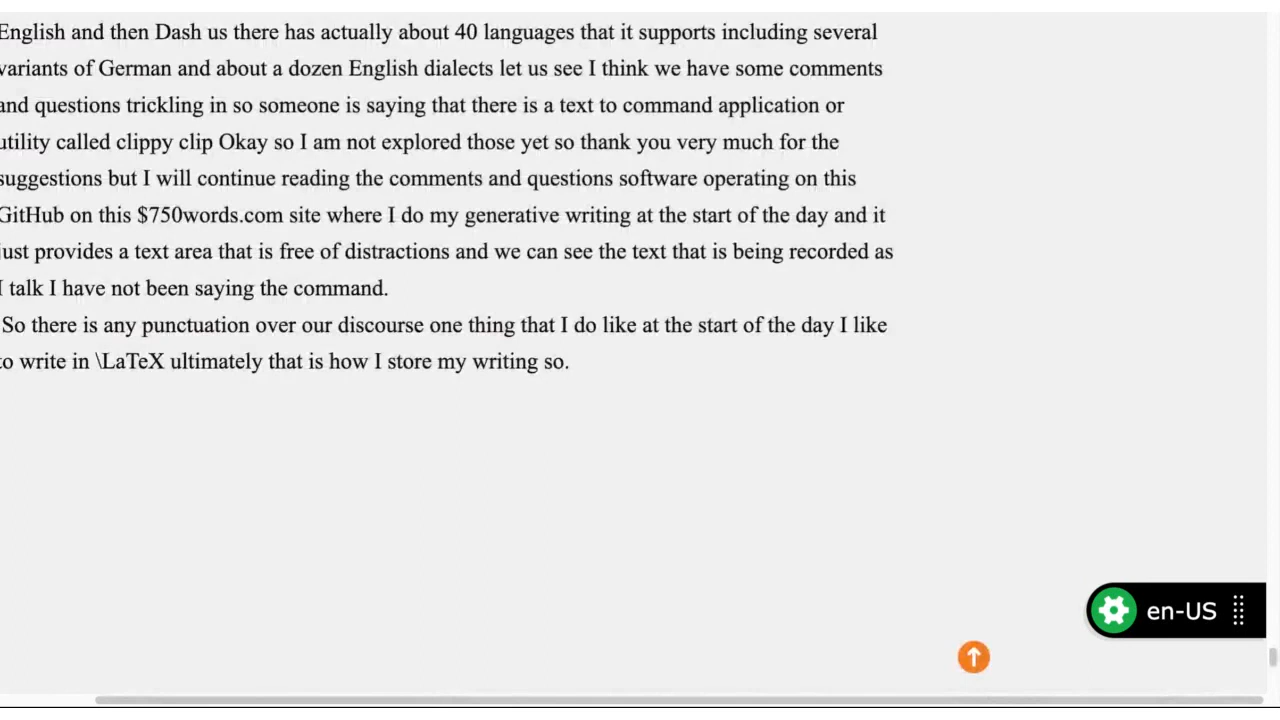 English and then Dash us there has actually about 40 languages that it supports including several
variants of German and about a dozen English dialects let us see I think we have some comments
and questions trickling in so someone is saying that there is a text to command application or
utility called clippy clip Okay so I am not explored those yet so thank you very much for the
suggestions but I will continue reading the comments and questions software operating on this
GitHub on this $750words.com site where I do my generative writing at the start of the day and it
just provides a text area that is free of distractions and we can see the text that is being recorded as
I talk I have not been saying the command.
So there is any punctuation over our discourse one thing that I do like at the start of the day I like
to write in \LaTeX ultimately that is how I store my writing so.
en-US